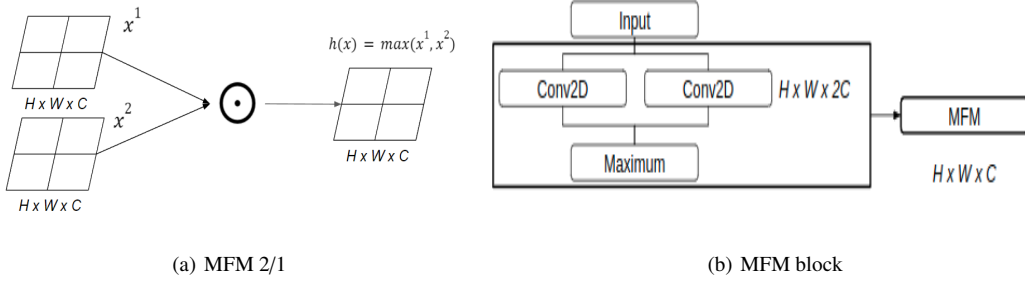 x^1
H x W x C
x^2
H x W x C
h(x) = max(x^1, x^2)
H x W x C
(a) MFM 2/1
Input
Conv2D
Conv2D
H x W x 2C
Maximum
MFM
H x W x C
(b) MFM block